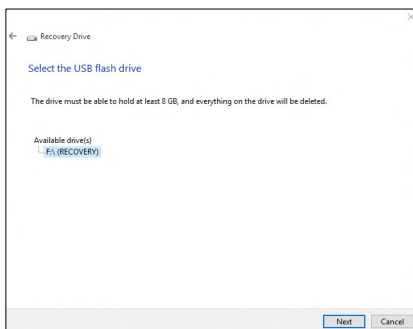 Recovery Drive
Select the USB flash drive
The drive must be able to hold at least 8 GB, and everything on the drive will be deleted.
Available drive(s)
F:\ (RECOVERY)
Next Cancel